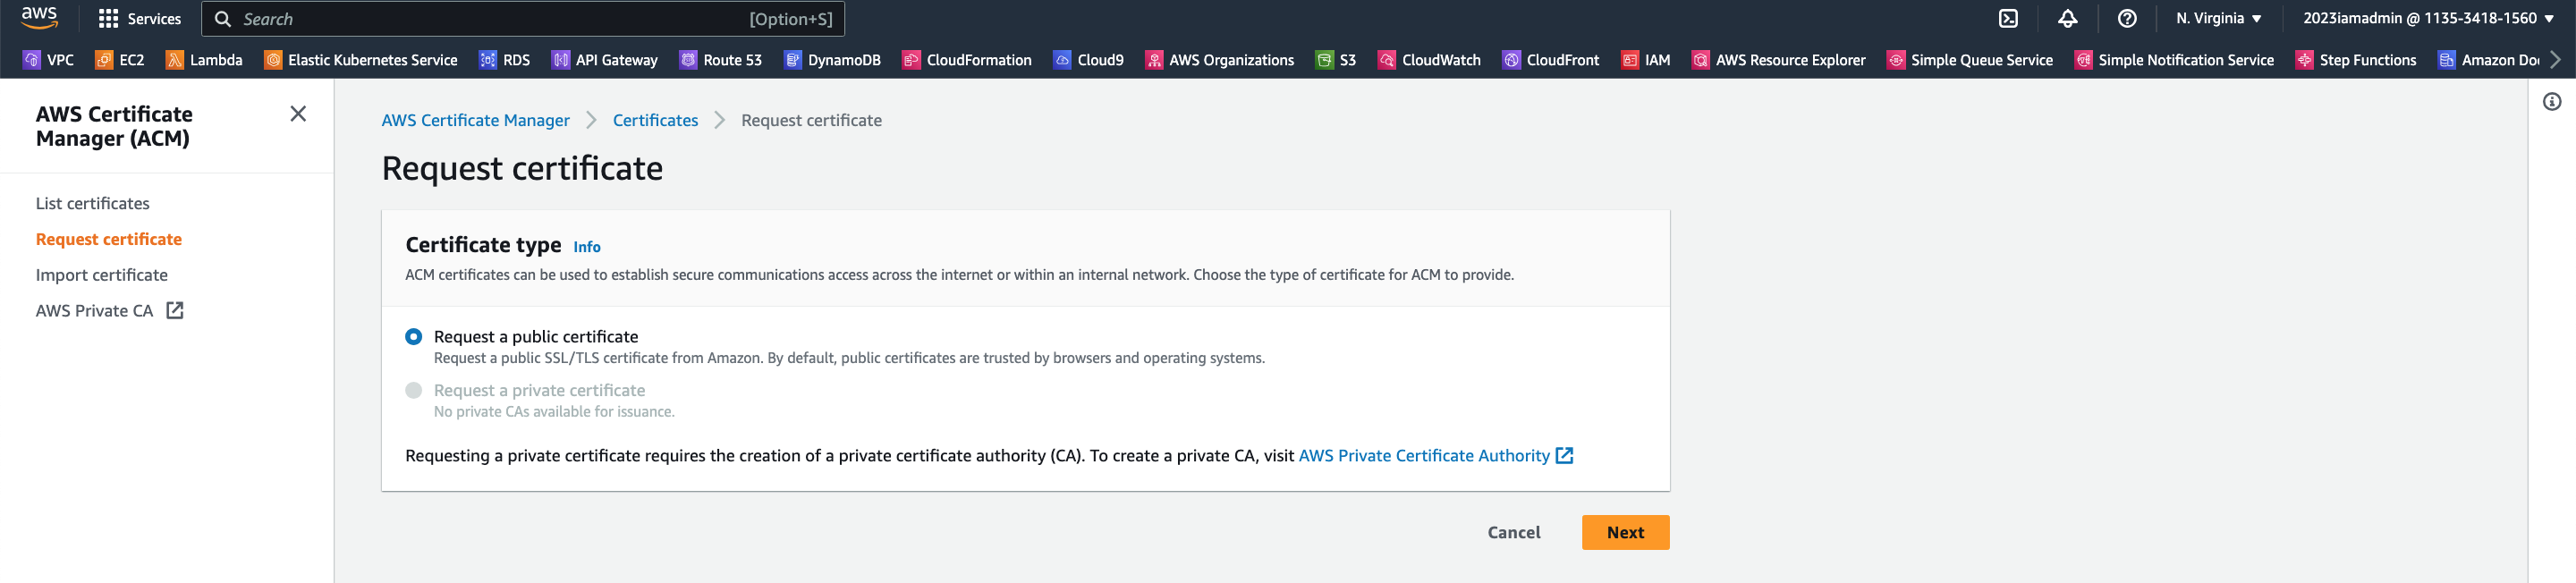 aws
Services
Search
[Option+S]
N. Virginia
2023iamadmin @ 1135-3418-1560
VPC
EC2
Lambda
Elastic Kubernetes Service
RDS
API Gateway
Route 53
DynamoDB
CloudFormation
Cloud9
AWS Organizations
S3
CloudWatch
CloudFront
IAM
AWS Resource Explorer
Simple Queue Service
Simple Notification Service
Step Functions
Amazon Do
AWS Certificate
Manager (ACM)
List certificates
Request certificate
Import certificate
AWS Private CA
AWS Certificate Manager
Certificates
Request certificate
Request certificate
Certificate type Info
ACM certificates can be used to establish secure communications access across the internet or within an internal network. Choose the type of certificate for ACM to provide.
Request a public certificate
Request a public SSL/TLS certificate from Amazon. By default, public certificates are trusted by browsers and operating systems.
Request a private certificate
No private CAs available for issuance.
Requesting a private certificate requires the creation of a private certificate authority (CA). To create a private CA, visit AWS Private Certificate Authority
Cancel
Next